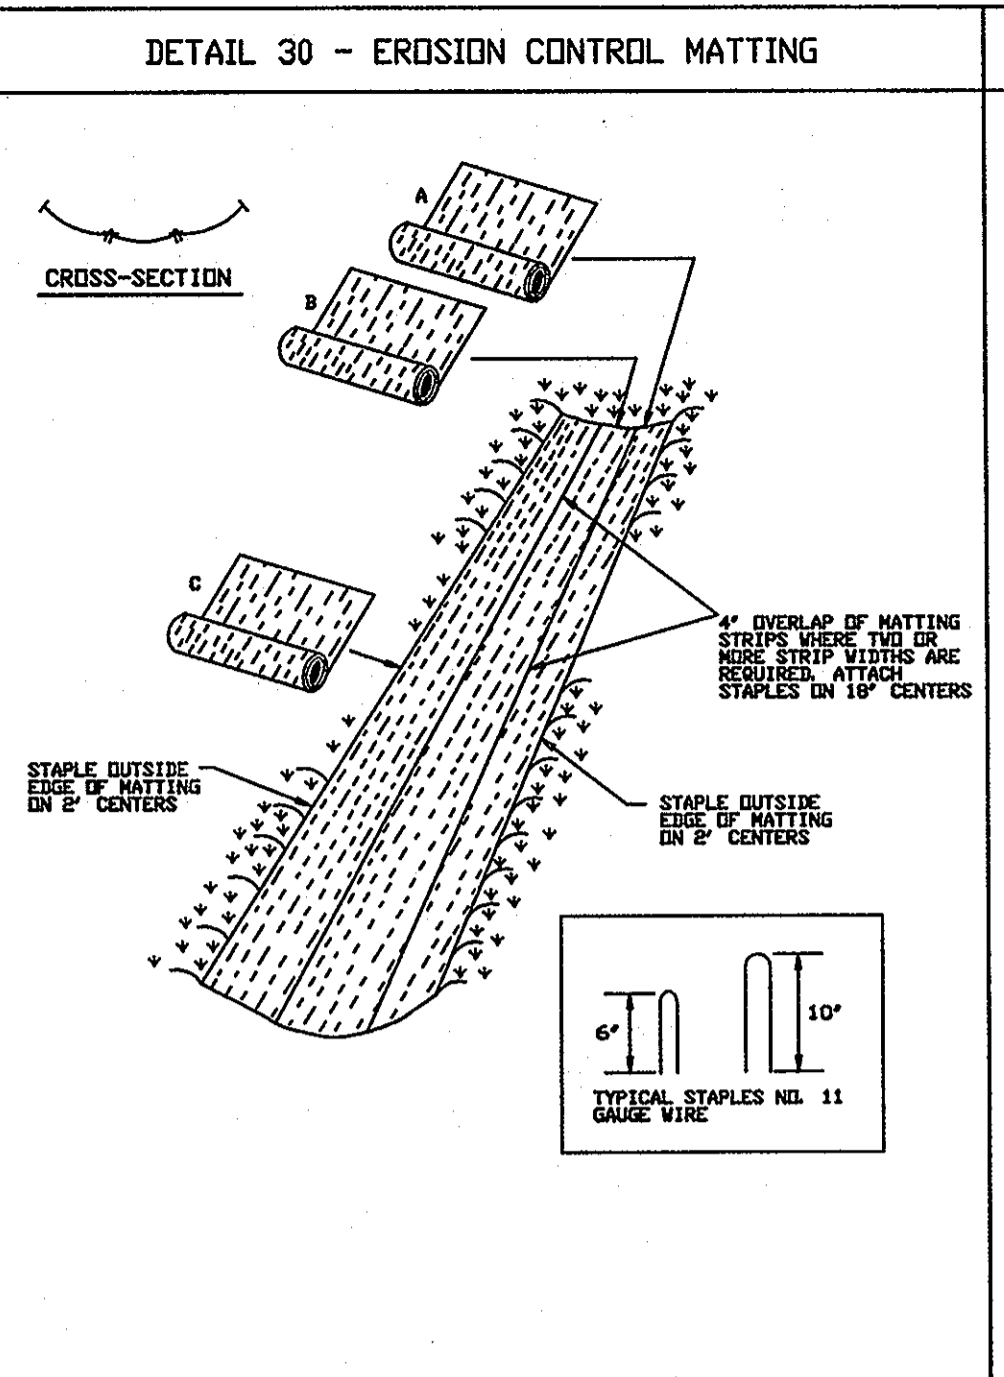 DETAIL 30 - EROSION CONTROL MATTING
A
CROSS-SECTION
B
C
4" OVERLAP OF MATTING
STRIPS WHERE TWO OR
MORE STRIP WIDTHS ARE
REQUIRED. ATTACH
STAPLES ON 18" CENTERS
STAPLE OUTSIDE
EDGE OF MATTING
ON 2' CENTERS
STAPLE OUTSIDE
EDGE OF MATTING
ON 2' CENTERS
6"
10"
TYPICAL STAPLES NO. 11
GAUGE WIRE